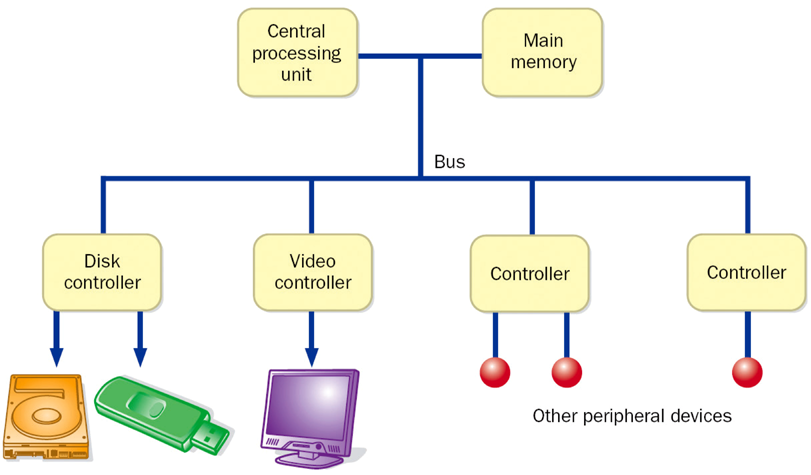 Central
processing
unit
Main
memory
Bus
Disk
controller
Video
controller
Controller
Controller
Other peripheral devices